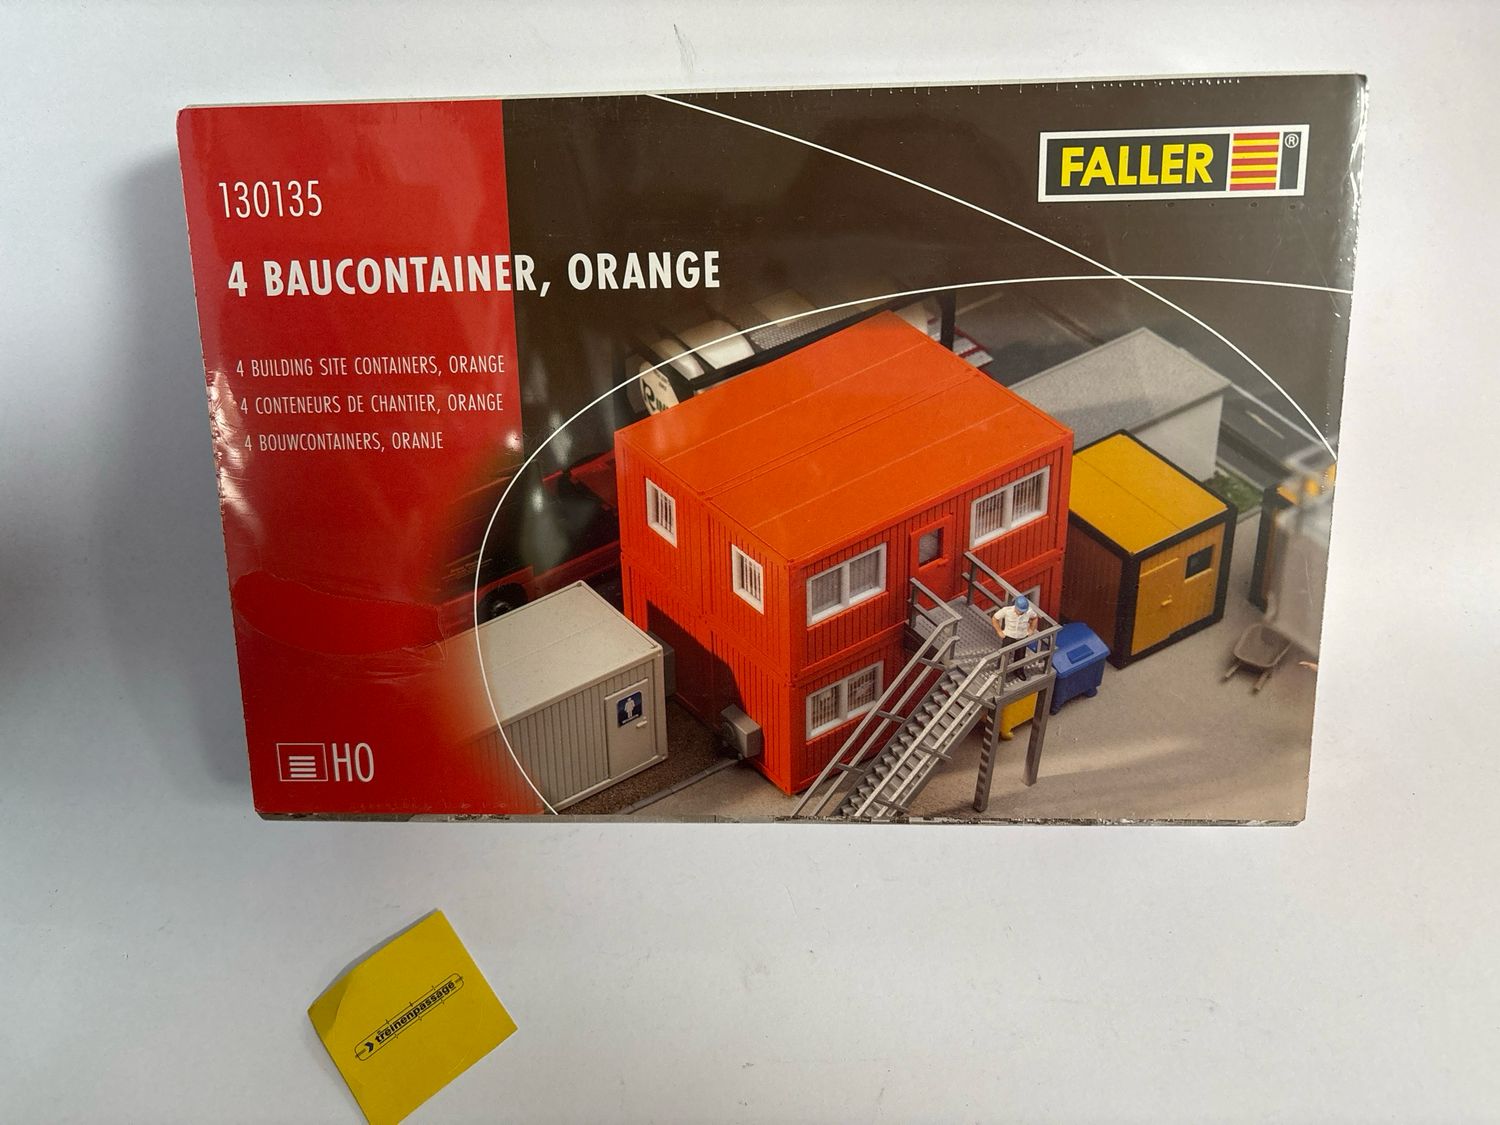 130135
FALLER ®
4 BAUCONTAINER, ORANGE
4 BUILDING SITE CONTAINERS, ORANGE
4 CONTENEURS DE CHANTIER, ORANGE
4 BOUWCONTAINERS, ORANJE
H0
treinenpassage